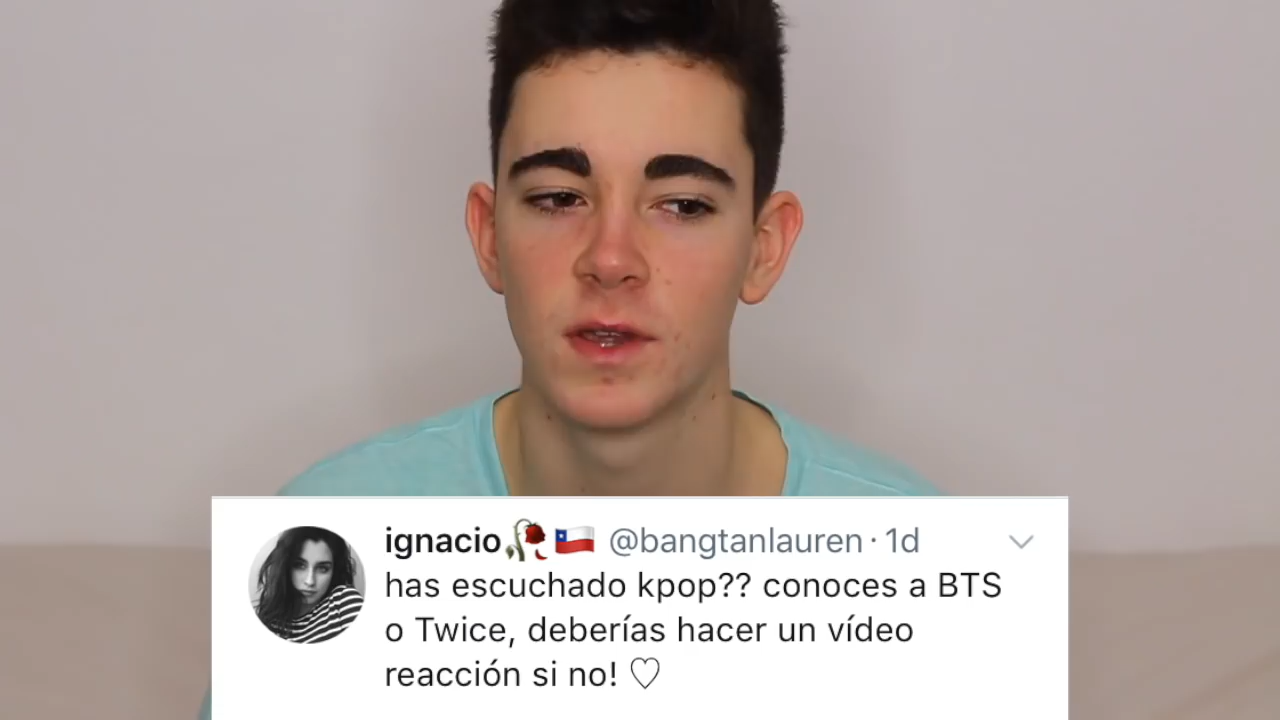 ignacio🥀🇨🇱 @bangtanlauren · 1d
has escuchado kpop?? conoces a BTS
o Twice, deberías hacer un vídeo
reacción si no! ♡